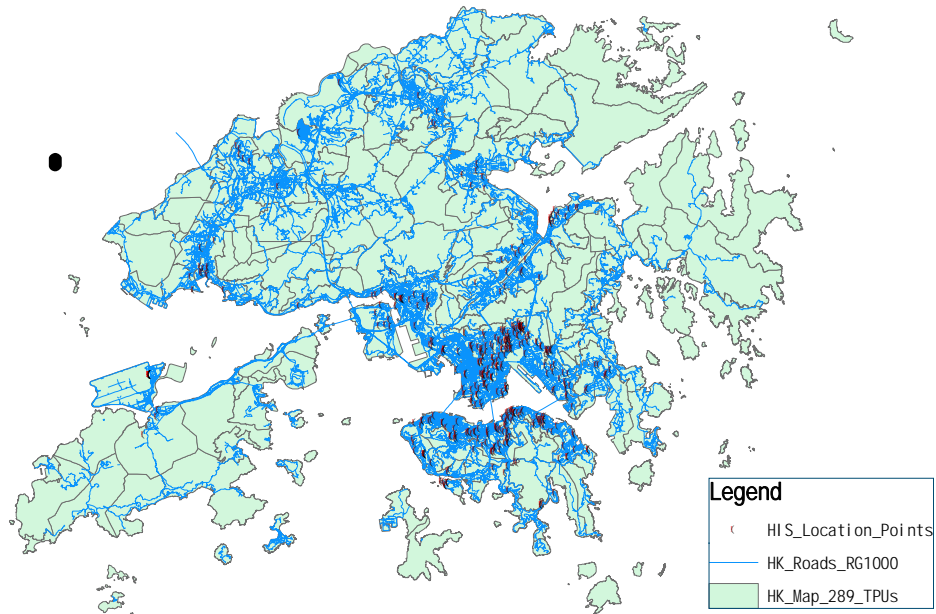 Legend
HIS_Location_Points
HK_Roads_RG1000
HK_Map_289_TPUs